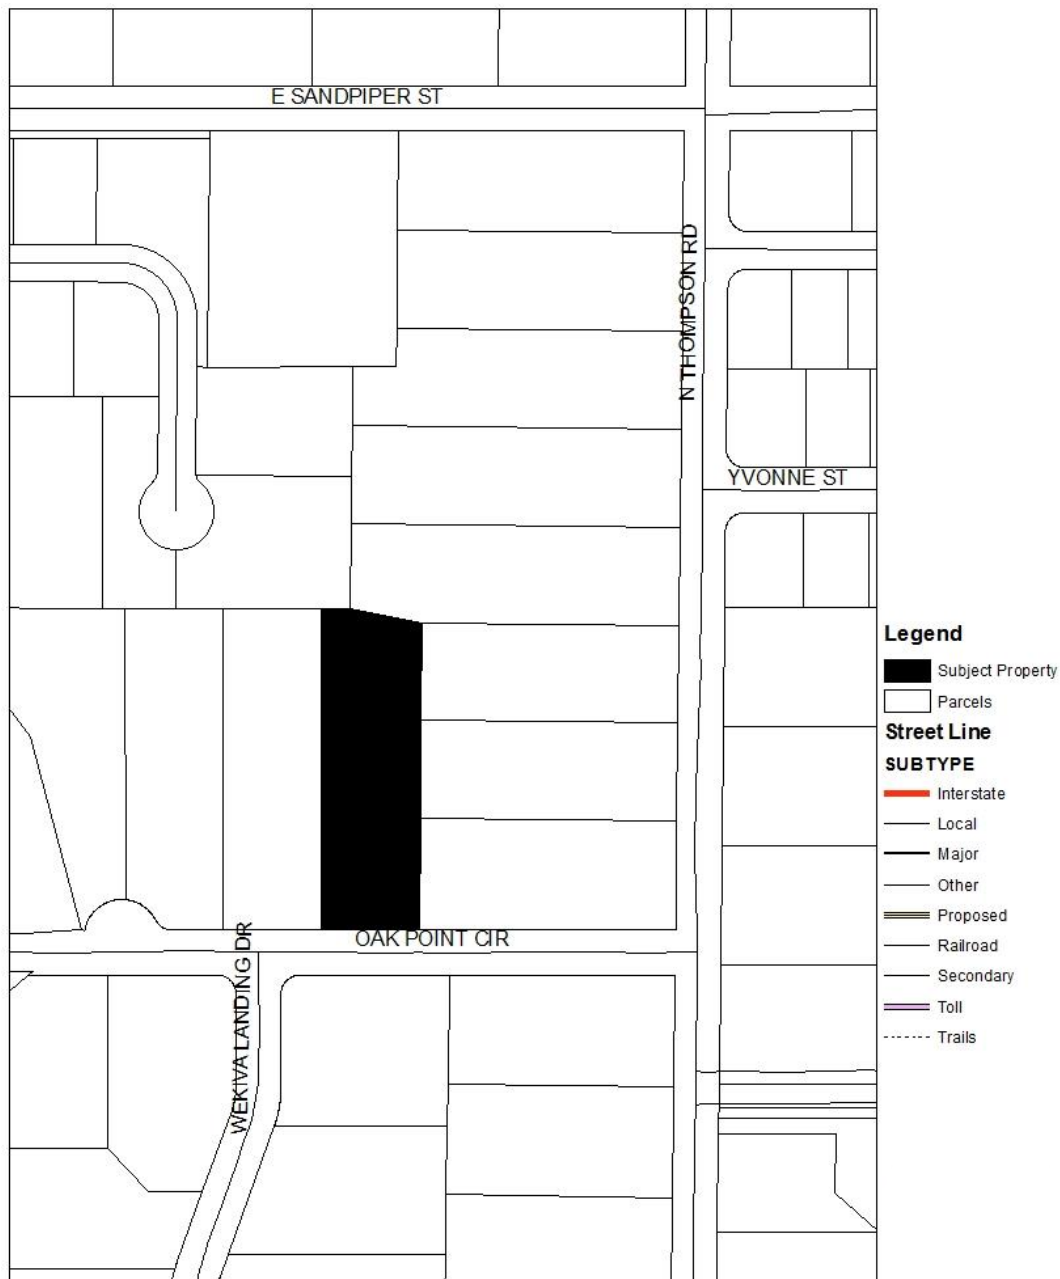 E SANDPIPER ST
N THOMPSON RD
YVONNE ST
OAK POINT CIR
WEKIVA LANDING DR
Legend
Subject Property
Parcels
Street Line
SUBTYPE
Interstate
Local
Major
Other
Proposed
Railroad
Secondary
Toll
Trails